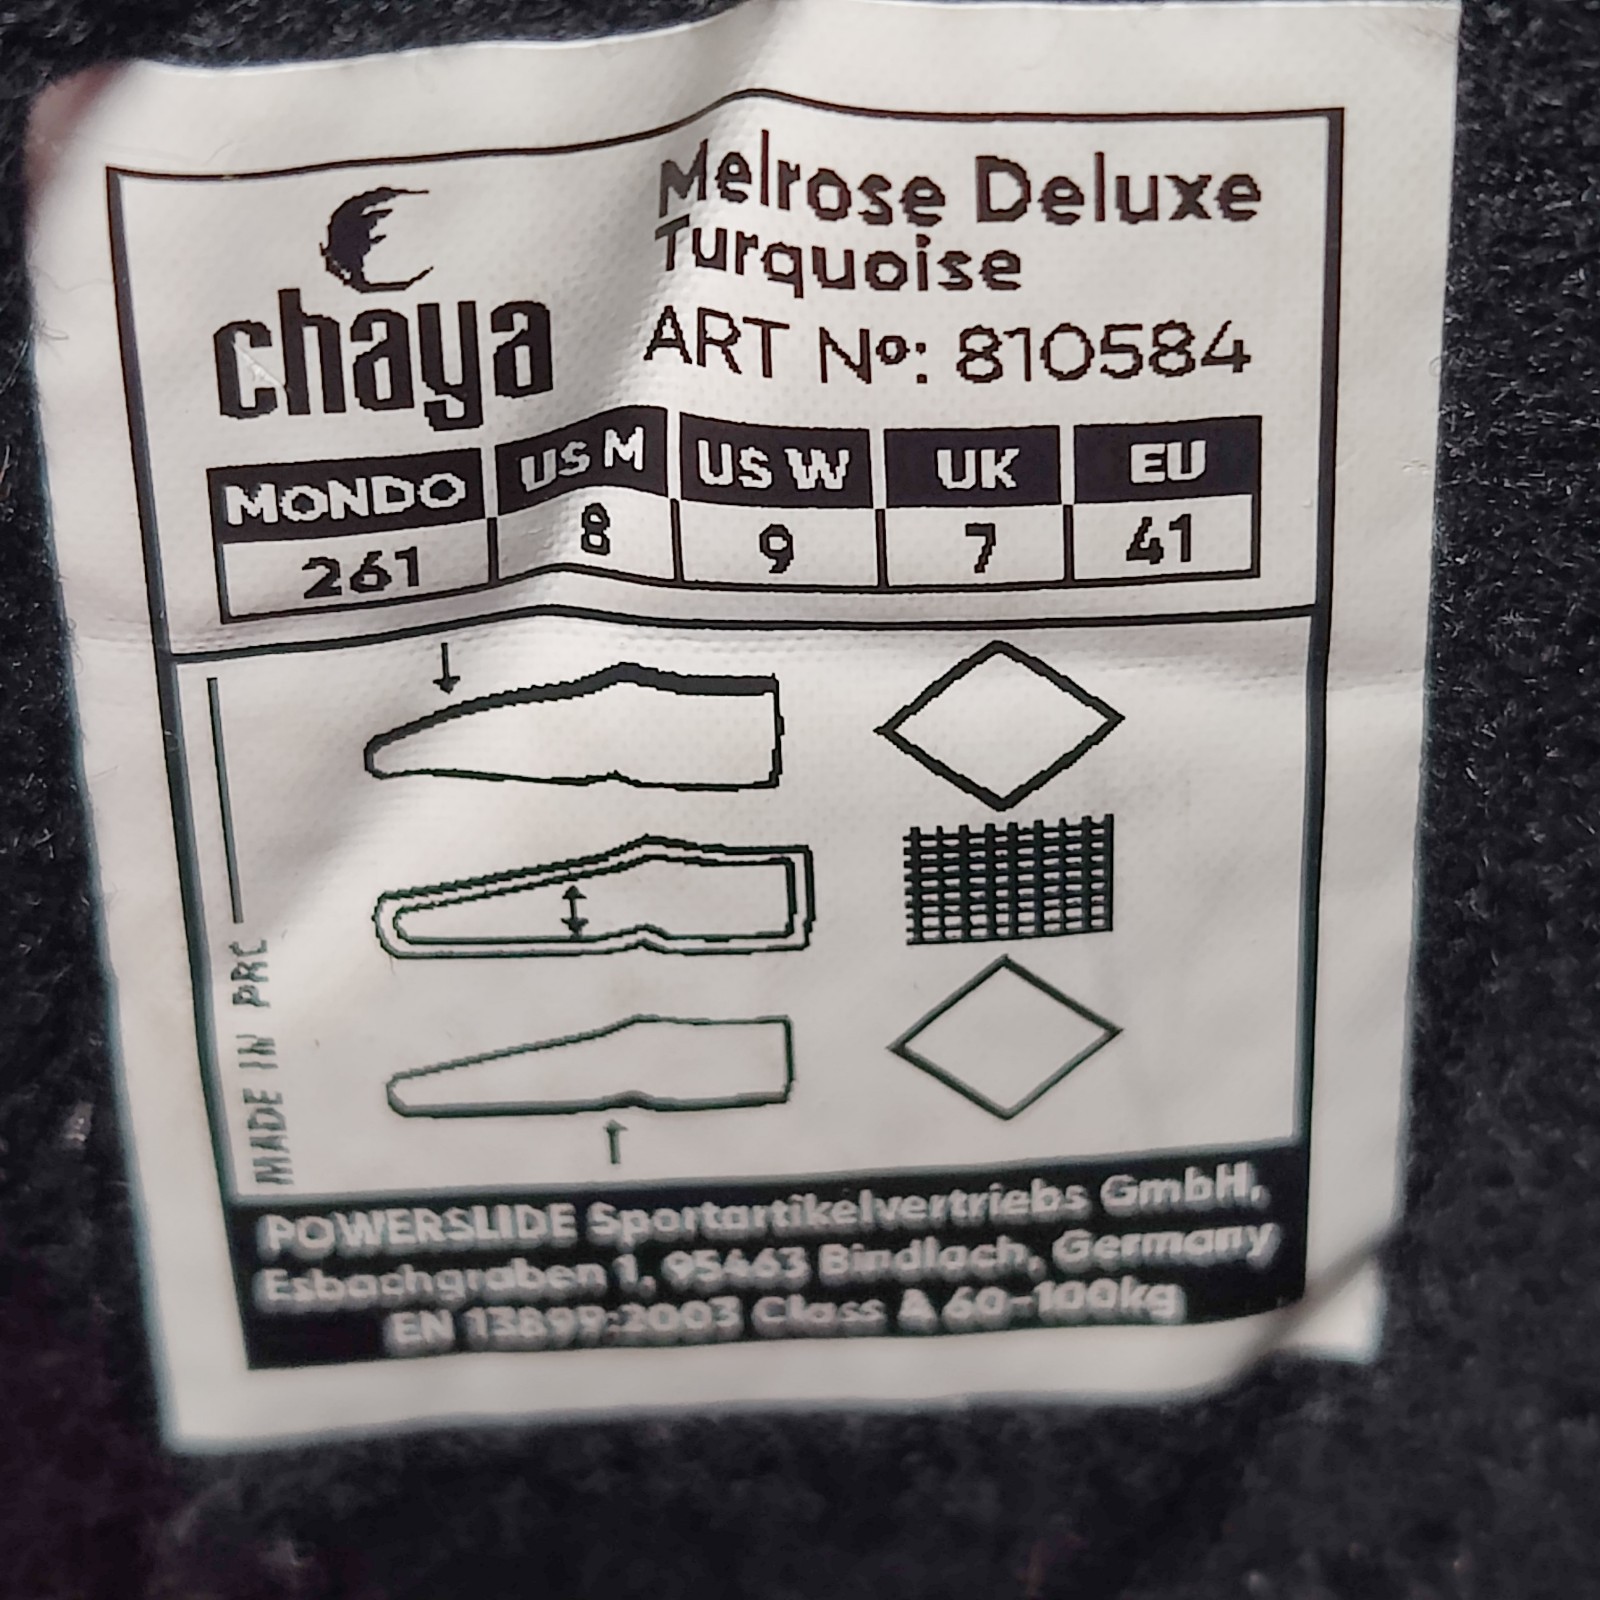 chaya
Melrose Deluxe
Turquoise
ART Nº: 810584
MONDO US M US W UK EU
261 8 9 7 41
MADE IN PRC
POWERSLIDE Sportartikelvertriebs GmbH,
Esbachgraben 1, 95463 Bindlach, Germany
EN 13899:2003 Class A 60-100kg